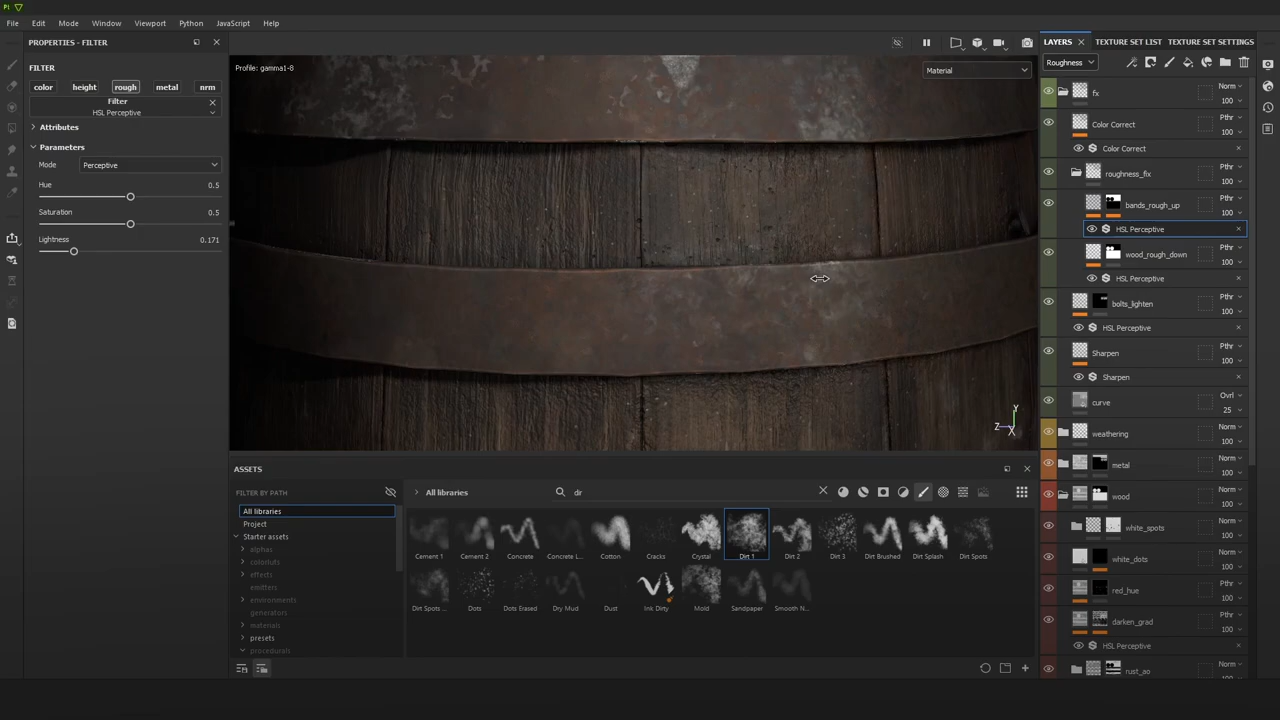 File Edit Mode Window Viewport Python JavaScript Help
PROPERTIES - FILTER
FILTER
color height rough metal nrm
Filter
HSL Perceptive
Attributes
Parameters
Mode Perceptive
Hue 0.5
Saturation 0.5
Lightness 0.171
Profile: gamma1-8
Material
Y
Z
X
ASSETS
FILTER BY PATH
All libraries
Project
Starter assets
alphas
colorluts
effects
emitters
environments
generators
materials
presets
procedurals
All libraries
dir
Cement 1 Cement 2 Concrete Concrete L... Cotton Cracks Crystal Dirt 1 Dirt 2 Dirt 3 Dirt Brushed Dirt Splash Dirt Spots
Dirt Spots ... Dots Dots Erased Dry Mud Dust Ink Dirty Mold Sandpaper Smooth N...
LAYERS TEXTURE SET LIST TEXTURE SET SETTINGS
Roughness
fx Norm 100
Color Correct Pthr 100
Color Correct
roughness_fix Pthr 100
bands_rough_up Pthr 100
HSL Perceptive
wood_rough_down Pthr 100
HSL Perceptive
bolts_lighten Pthr 100
HSL Perceptive
Sharpen Pthr 100
Sharpen
curve Ovrl 25
weathering Norm 100
metal Norm 100
wood Norm 100
white_spots Norm 100
white_dots Norm 100
red_hue Pthr 100
darken_grad Pthr 100
HSL Perceptive
rust_ao Norm 100